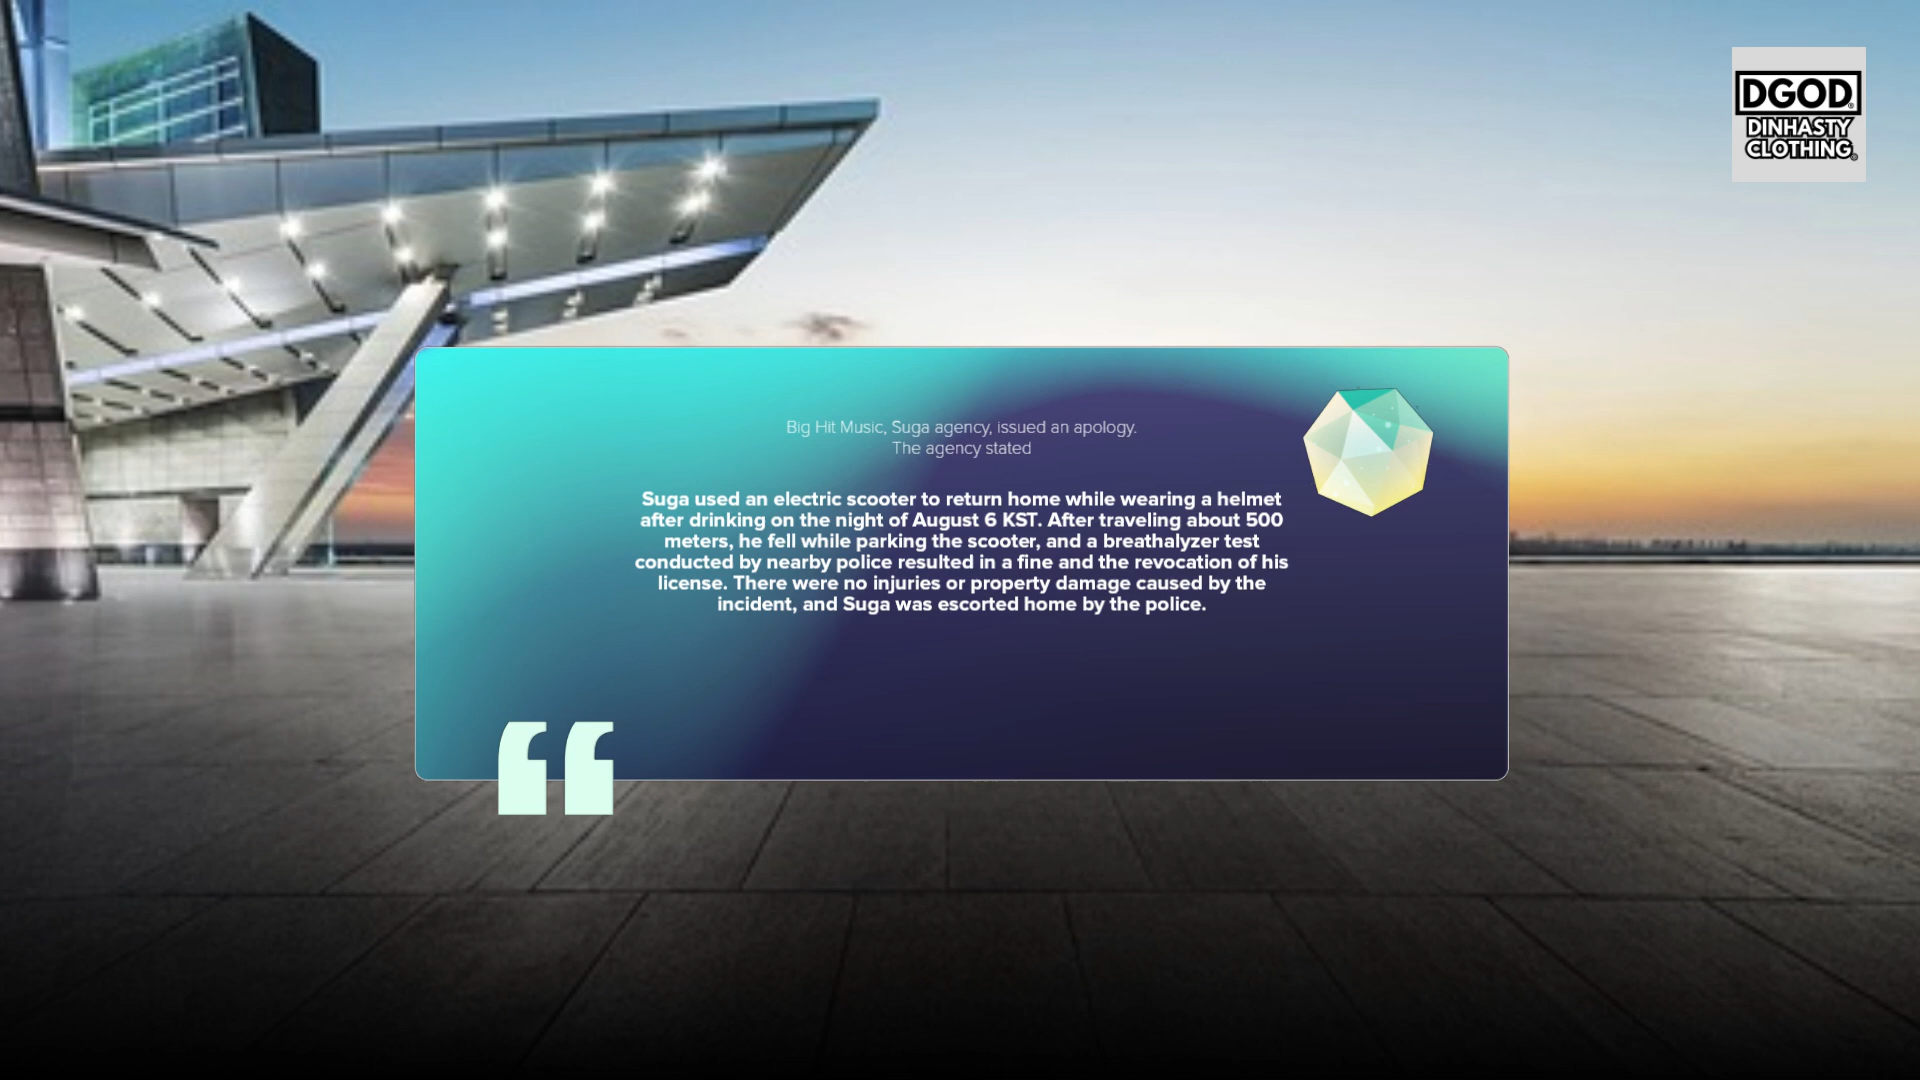 DGOD
DINHASTY
CLOTHING
Big Hit Music, Suga agency, issued an apology.
The agency stated
Suga used an electric scooter to return home while wearing a helmet
after drinking on the night of August 6 KST. After traveling about 500
meters, he fell while parking the scooter, and a breathalyzer test
conducted by nearby police resulted in a fine and the revocation of his
license. There were no injuries or property damage caused by the
incident, and Suga was escorted home by the police.
“